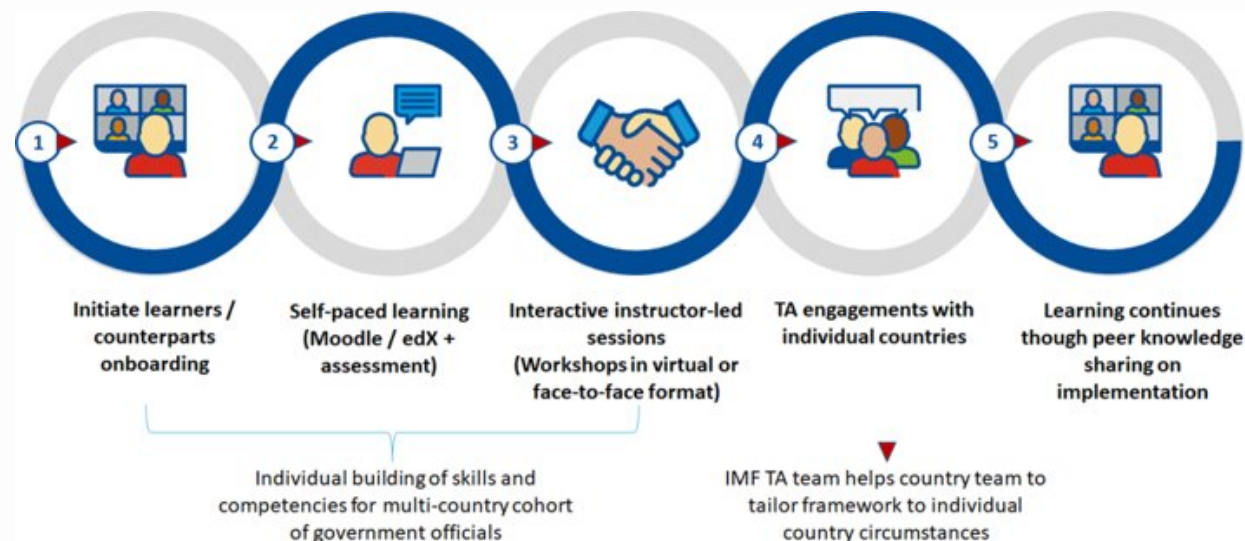 1
2
3
4
5
Initiate learners /
counterparts
onboarding
Self-paced learning
(Moodle / edX +
assessment)
Interactive instructor-led
sessions
(Workshops in virtual or
face-to-face format)
TA engagements with
individual countries
Learning continues
though peer knowledge
sharing on
implementation
Individual building of skills and
competencies for multi-country cohort
of government officials
IMF TA team helps country team to
tailor framework to individual
country circumstances